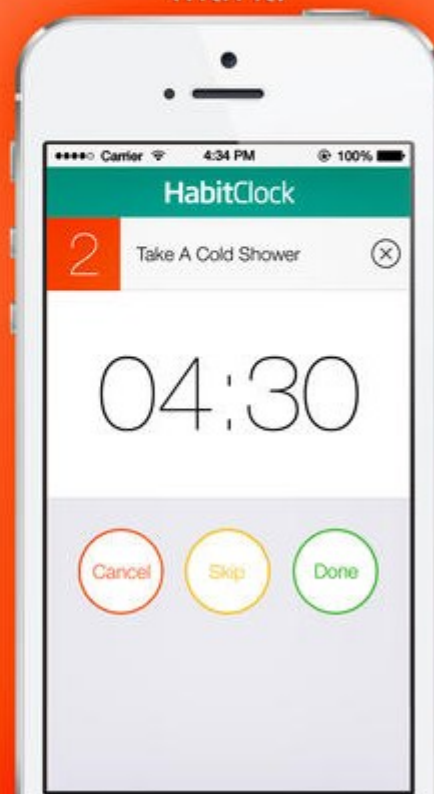 Carrier 4:34 PM 100%
HabitClock
2 Take A Cold Shower
04:30
Cancel Skip Done